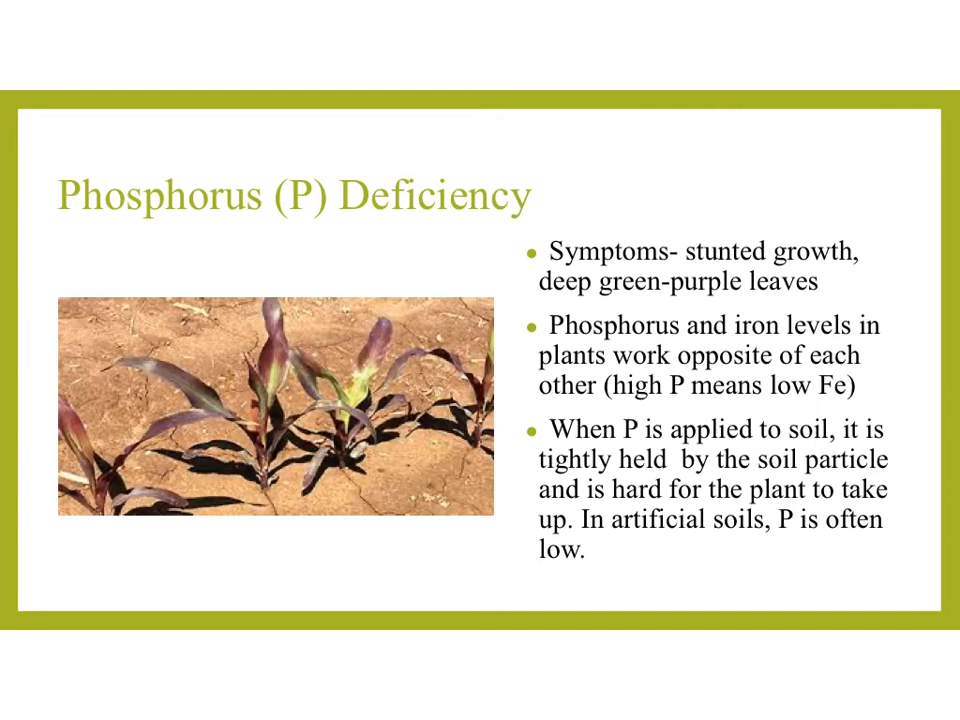 Phosphorus (P) Deficiency
● Symptoms- stunted growth,
deep green-purple leaves
● Phosphorus and iron levels in
plants work opposite of each
other (high P means low Fe)
● When P is applied to soil, it is
tightly held  by the soil particle
and is hard for the plant to take
up. In artificial soils, P is often
low.